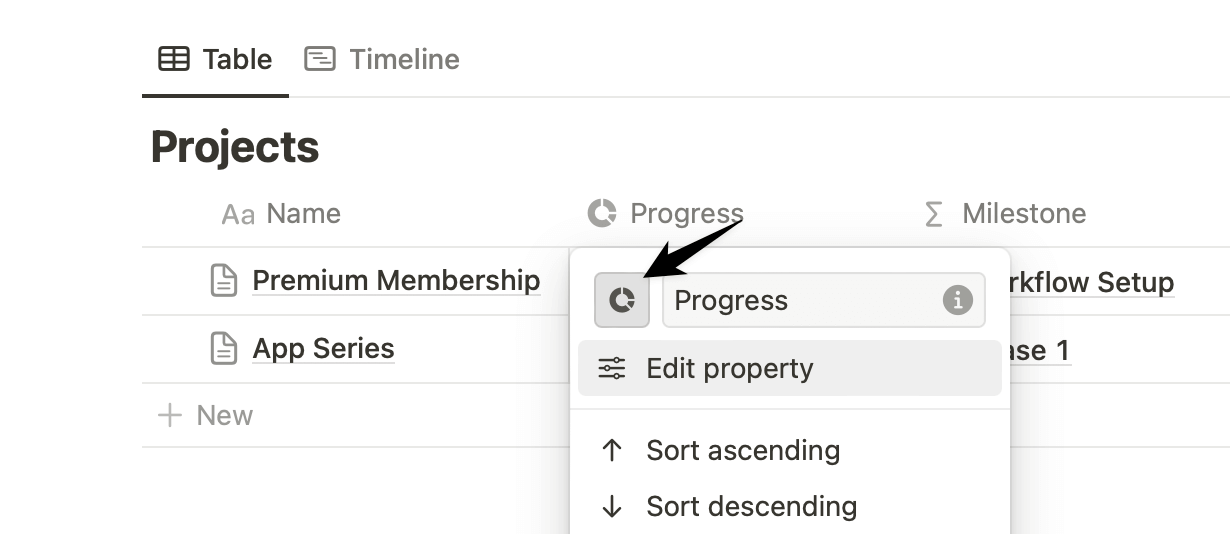 Table Timeline
Projects
Aa Name Progress Σ Milestone
Premium Membership Progress i rkflow Setup
Edit property
App Series ase 1
New
Sort ascending
Sort descending